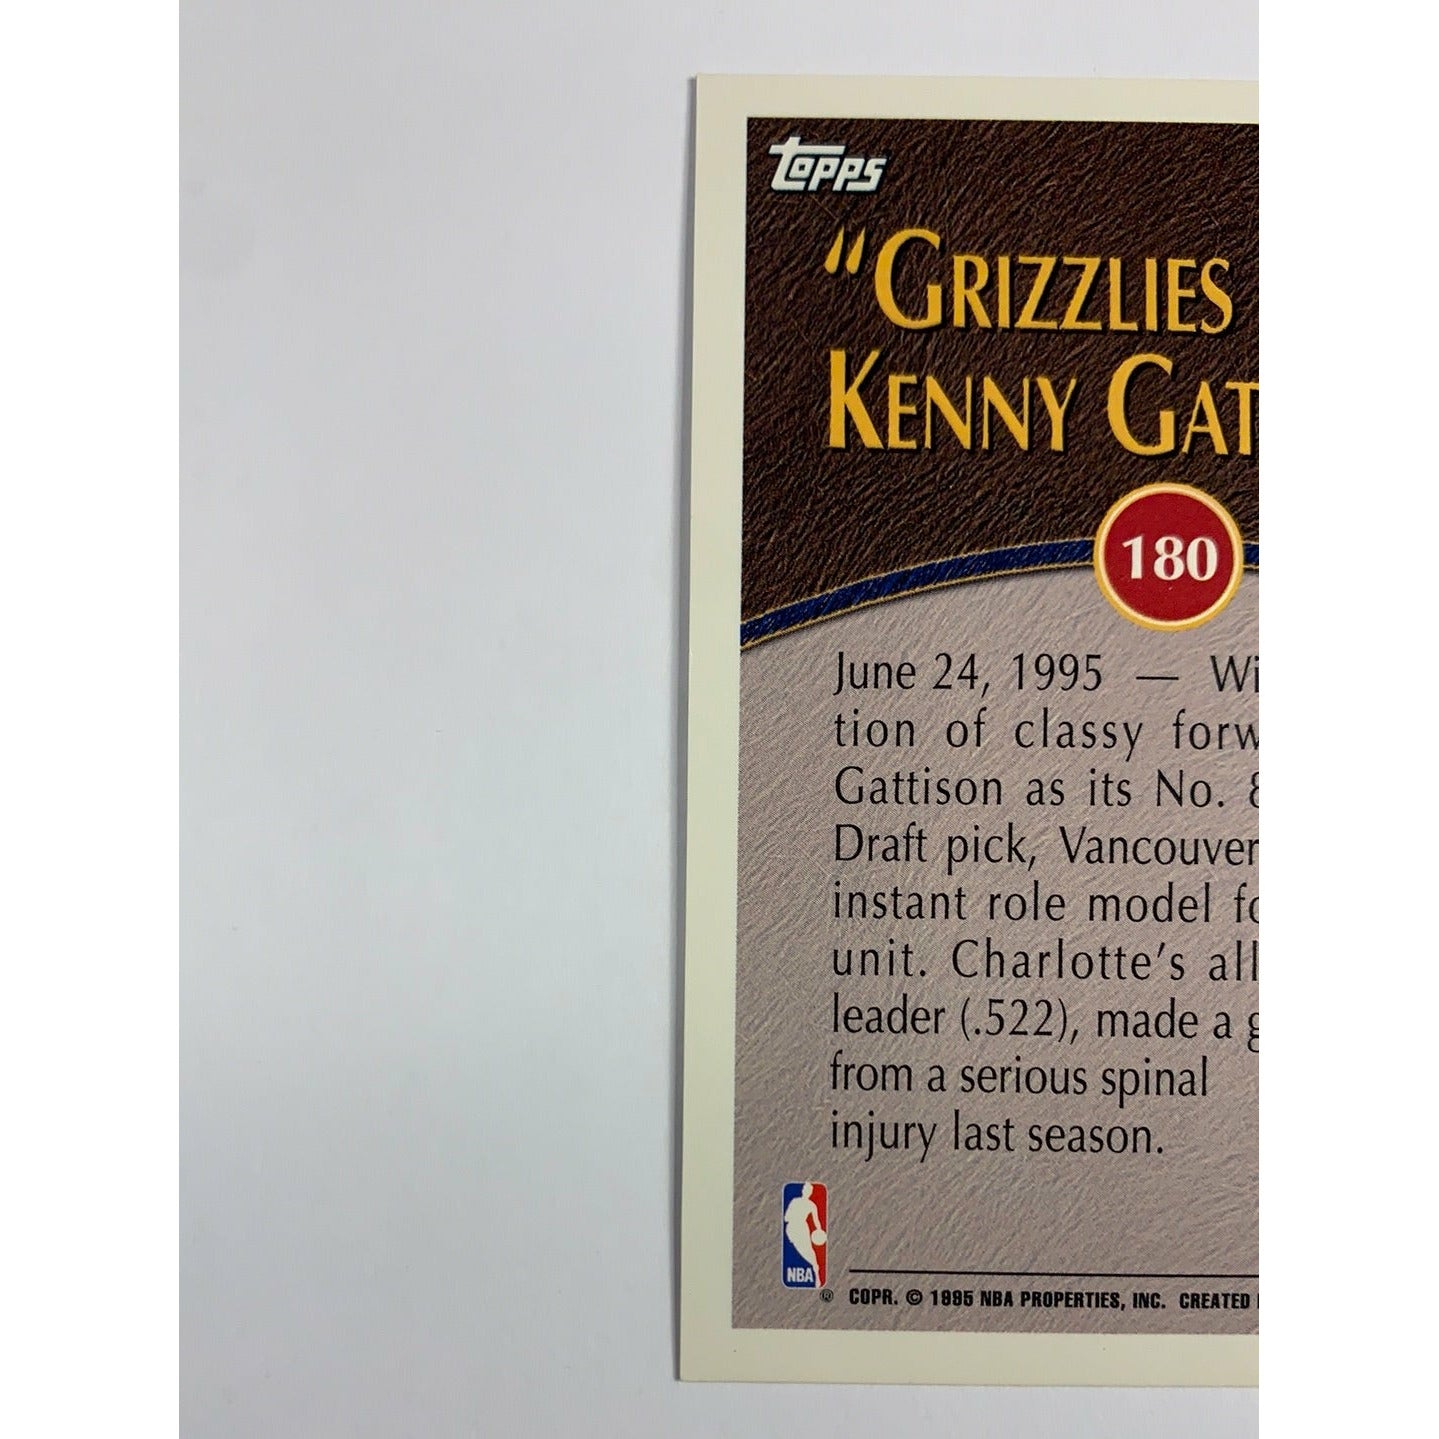 Topps
“Grizzlies
Kenny Gat
180
June 24, 1995 — Wi
tion of classy forw
Gattison as its No. 8
Draft pick, Vancouver
instant role model fo
unit. Charlotte’s all
leader (.522), made a g
from a serious spinal
injury last season.
NBA
® COPR. © 1995 NBA PROPERTIES, INC. CREATED